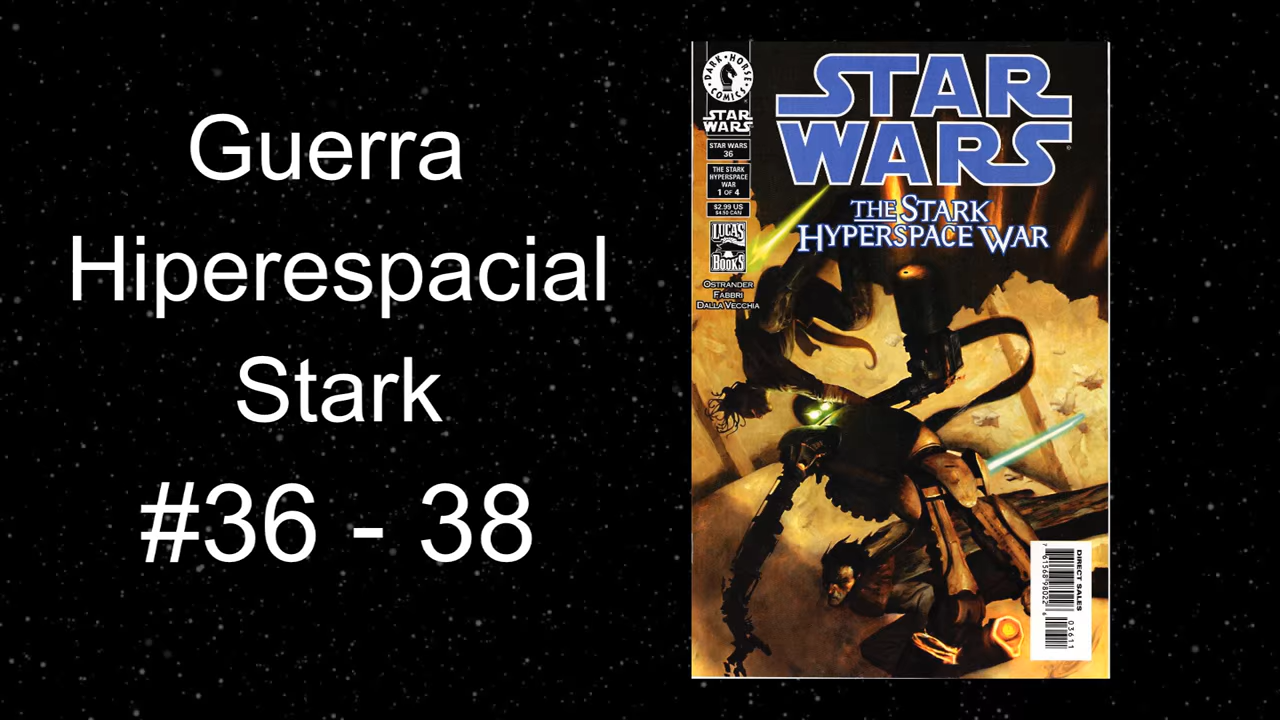 Guerra
Hiperespacial
Stark
#36 - 38
DARK HORSE COMICS
STAR
WARS
STAR WARS
36
THE STARK
HYPERSPACE
WAR
1 OF 4
$2.99 US
$4.50 CAN
LUCAS
BOOKS
OSTRANDER
FABBRI
DALLA VECCHIA
STAR
WARS
THE STARK
HYPERSPACE WAR
DIRECT SALES
03611